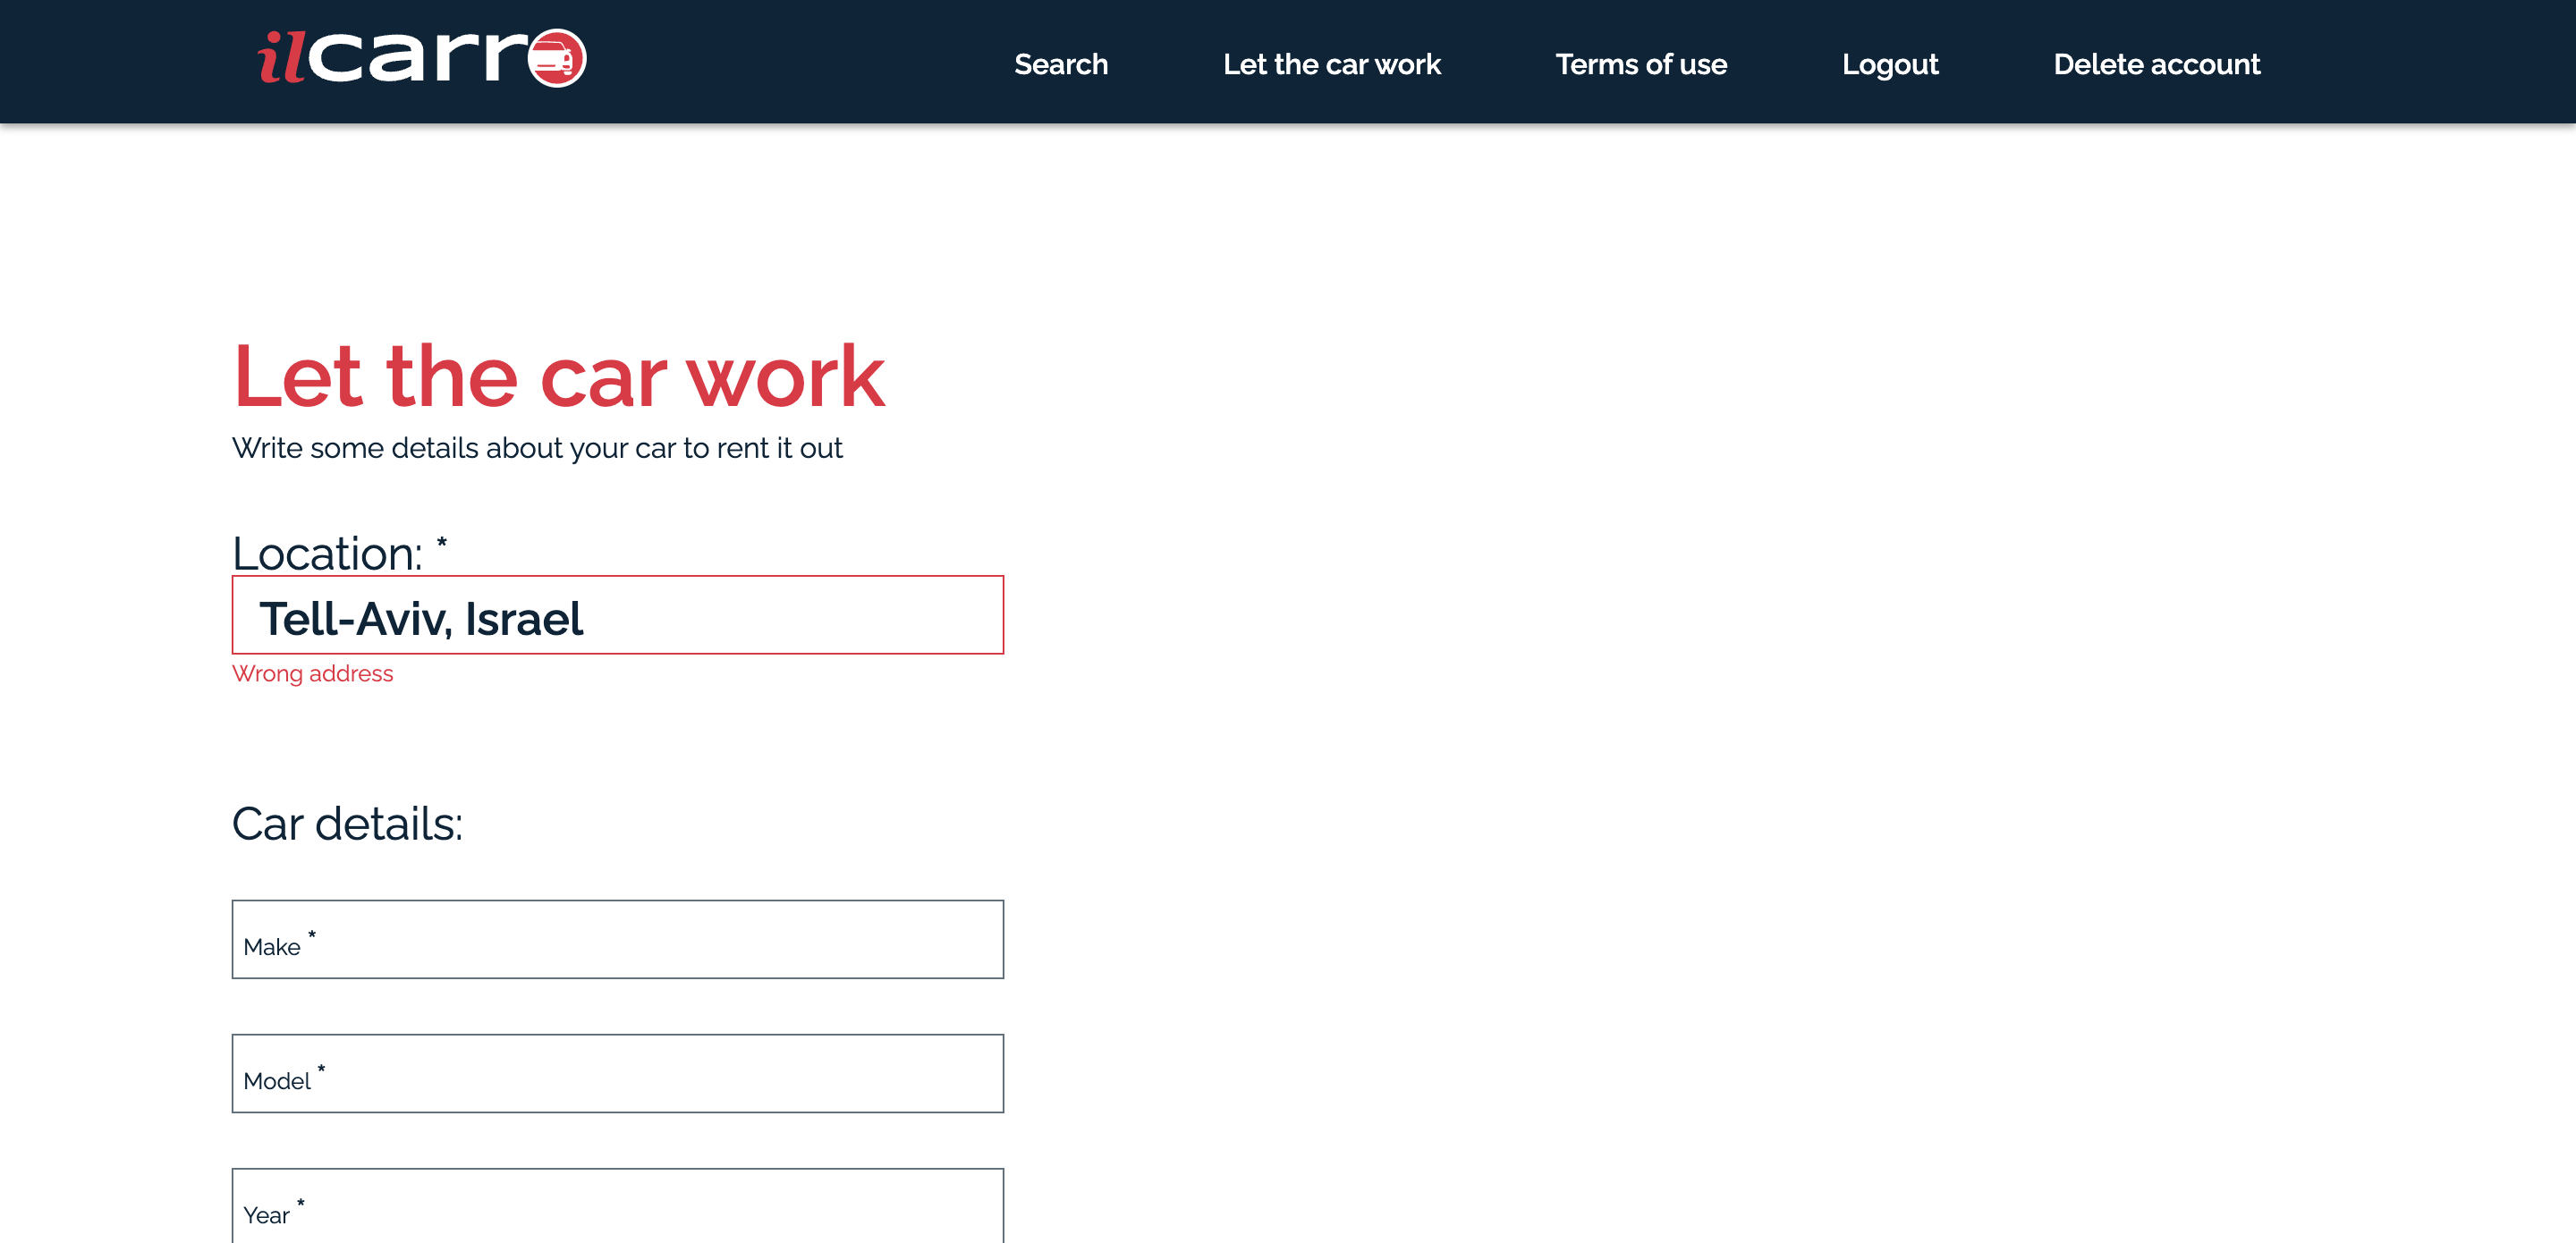 ilcarro
Search Let the car work Terms of use Logout Delete account
Let the car work
Write some details about your car to rent it out
Location: *
Tell-Aviv, Israel
Wrong address
Car details:
Make *
Model *
Year *